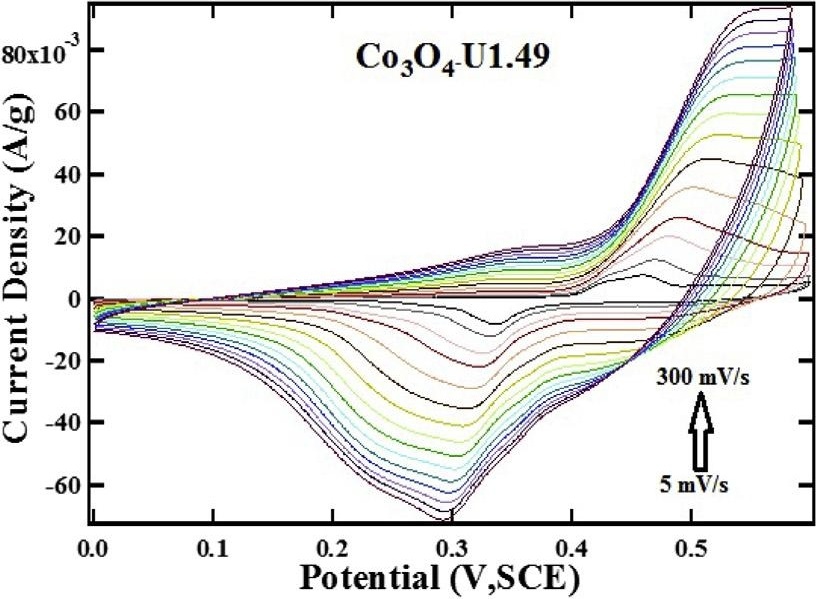 Co3O4-U1.49
Current Density (A/g)
80x10-3
60
40
20
0
-20
-40
-60
300 mV/s
5 mV/s
0.0 0.1 0.2 0.3 0.4 0.5
Potential (V,SCE)